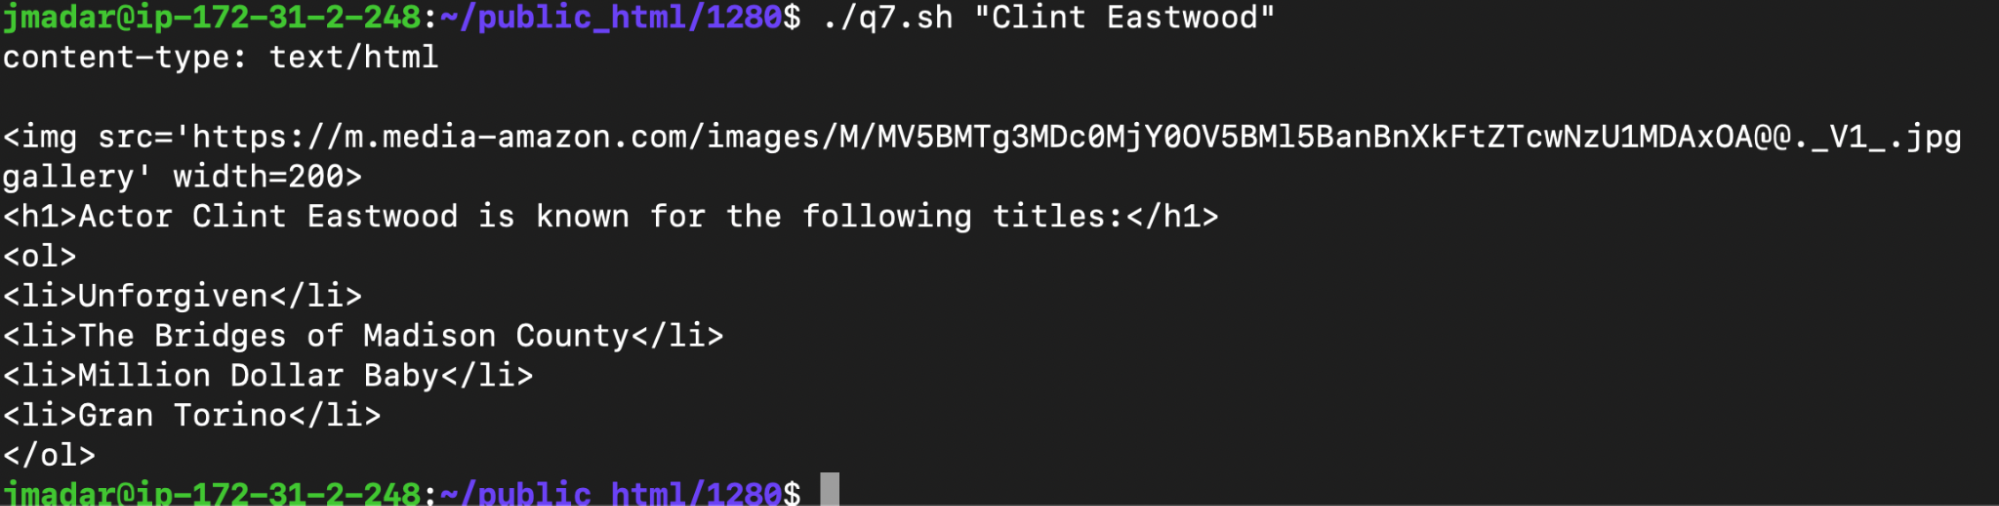 jmadar@ip-172-31-2-248:~/public_html/1280$ ./q7.sh "Clint Eastwood"
content-type: text/html

<img src='https://m.media-amazon.com/images/M/MV5BMTg3MDc0MjY0OV5BMl5BanBnXkFtZTcwNzU1MDAxOA@@._V1_.jpg
gallery' width=200>
<h1>Actor Clint Eastwood is known for the following titles:</h1>
<ol>
<li>Unforgiven</li>
<li>The Bridges of Madison County</li>
<li>Million Dollar Baby</li>
<li>Gran Torino</li>
</ol>
jmadar@ip-172-31-2-248:~/public_html/1280$